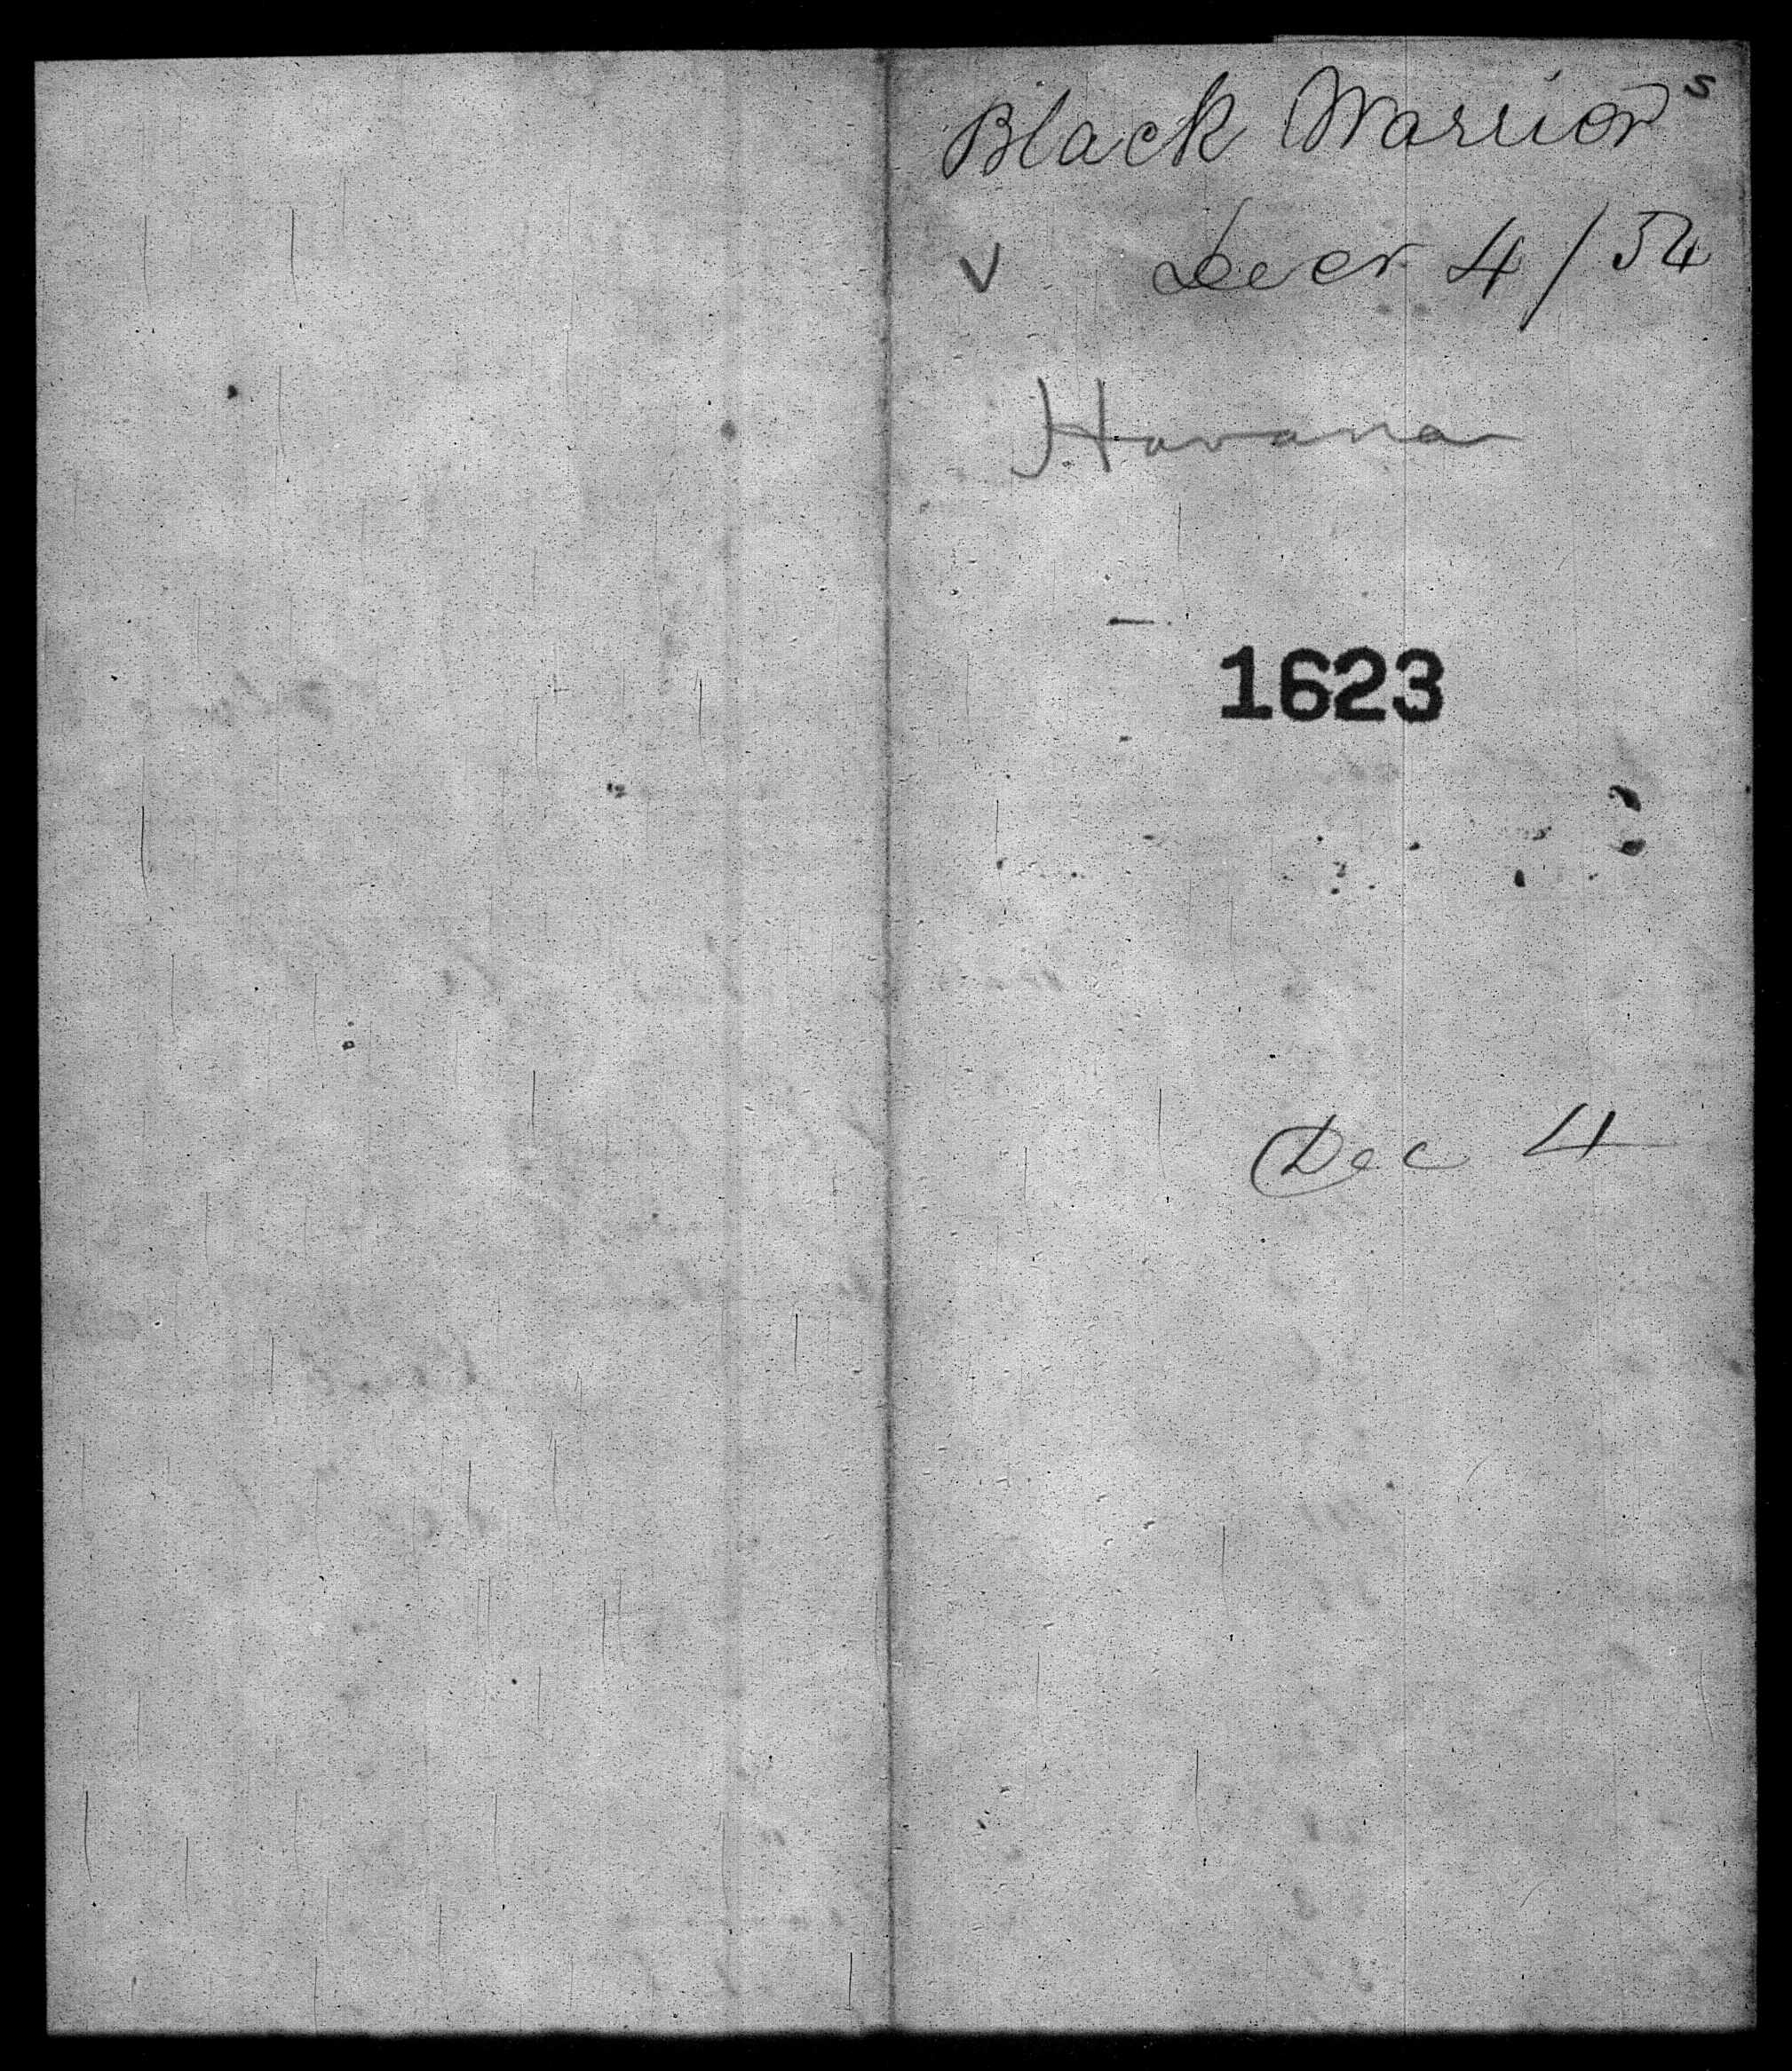 Black Warrior s
v Decr 4/54
Havana
1623
Dec 4